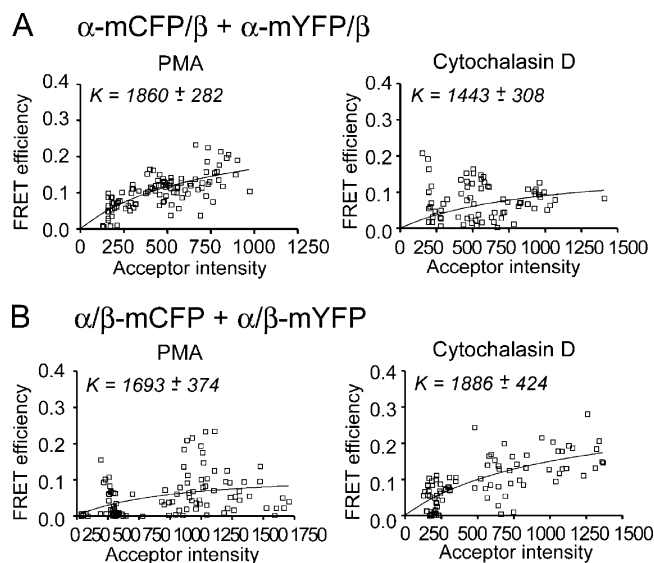 A α-mCFP/β + α-mYFP/β
PMA
Cytochalasin D
K = 1860 ± 282
K = 1443 ± 308
FRET efficiency
0.4
0.3
0.2
0.1
0.0
0 250 500 750 1000 1250
Acceptor intensity
FRET efficiency
0.4
0.3
0.2
0.1
0.0
0 250 500 750 1000 1250 1500
Acceptor intensity
B α/β-mCFP + α/β-mYFP
PMA
Cytochalasin D
K = 1693 ± 374
K = 1886 ± 424
FRET efficiency
0.4
0.3
0.2
0.1
0.0
0 250 500 750 1000 1250 1500 1750
Acceptor intensity
FRET efficiency
0.4
0.3
0.2
0.1
0.0
0 250 500 750 1000 1250 1500
Acceptor intensity